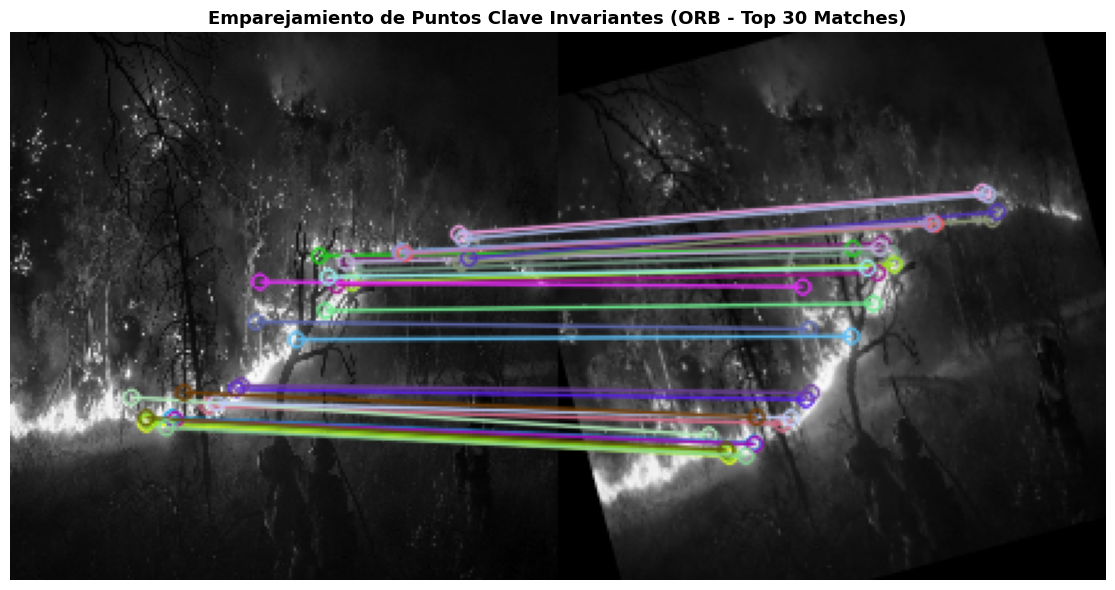 Emparejamiento de Puntos Clave Invariantes (ORB - Top 30 Matches)